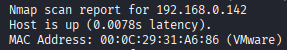 Nmap scan report for 192.168.0.142
Host is up (0.0078s latency).
MAC Address: 00:0C:29:31:A6:86 (VMware)